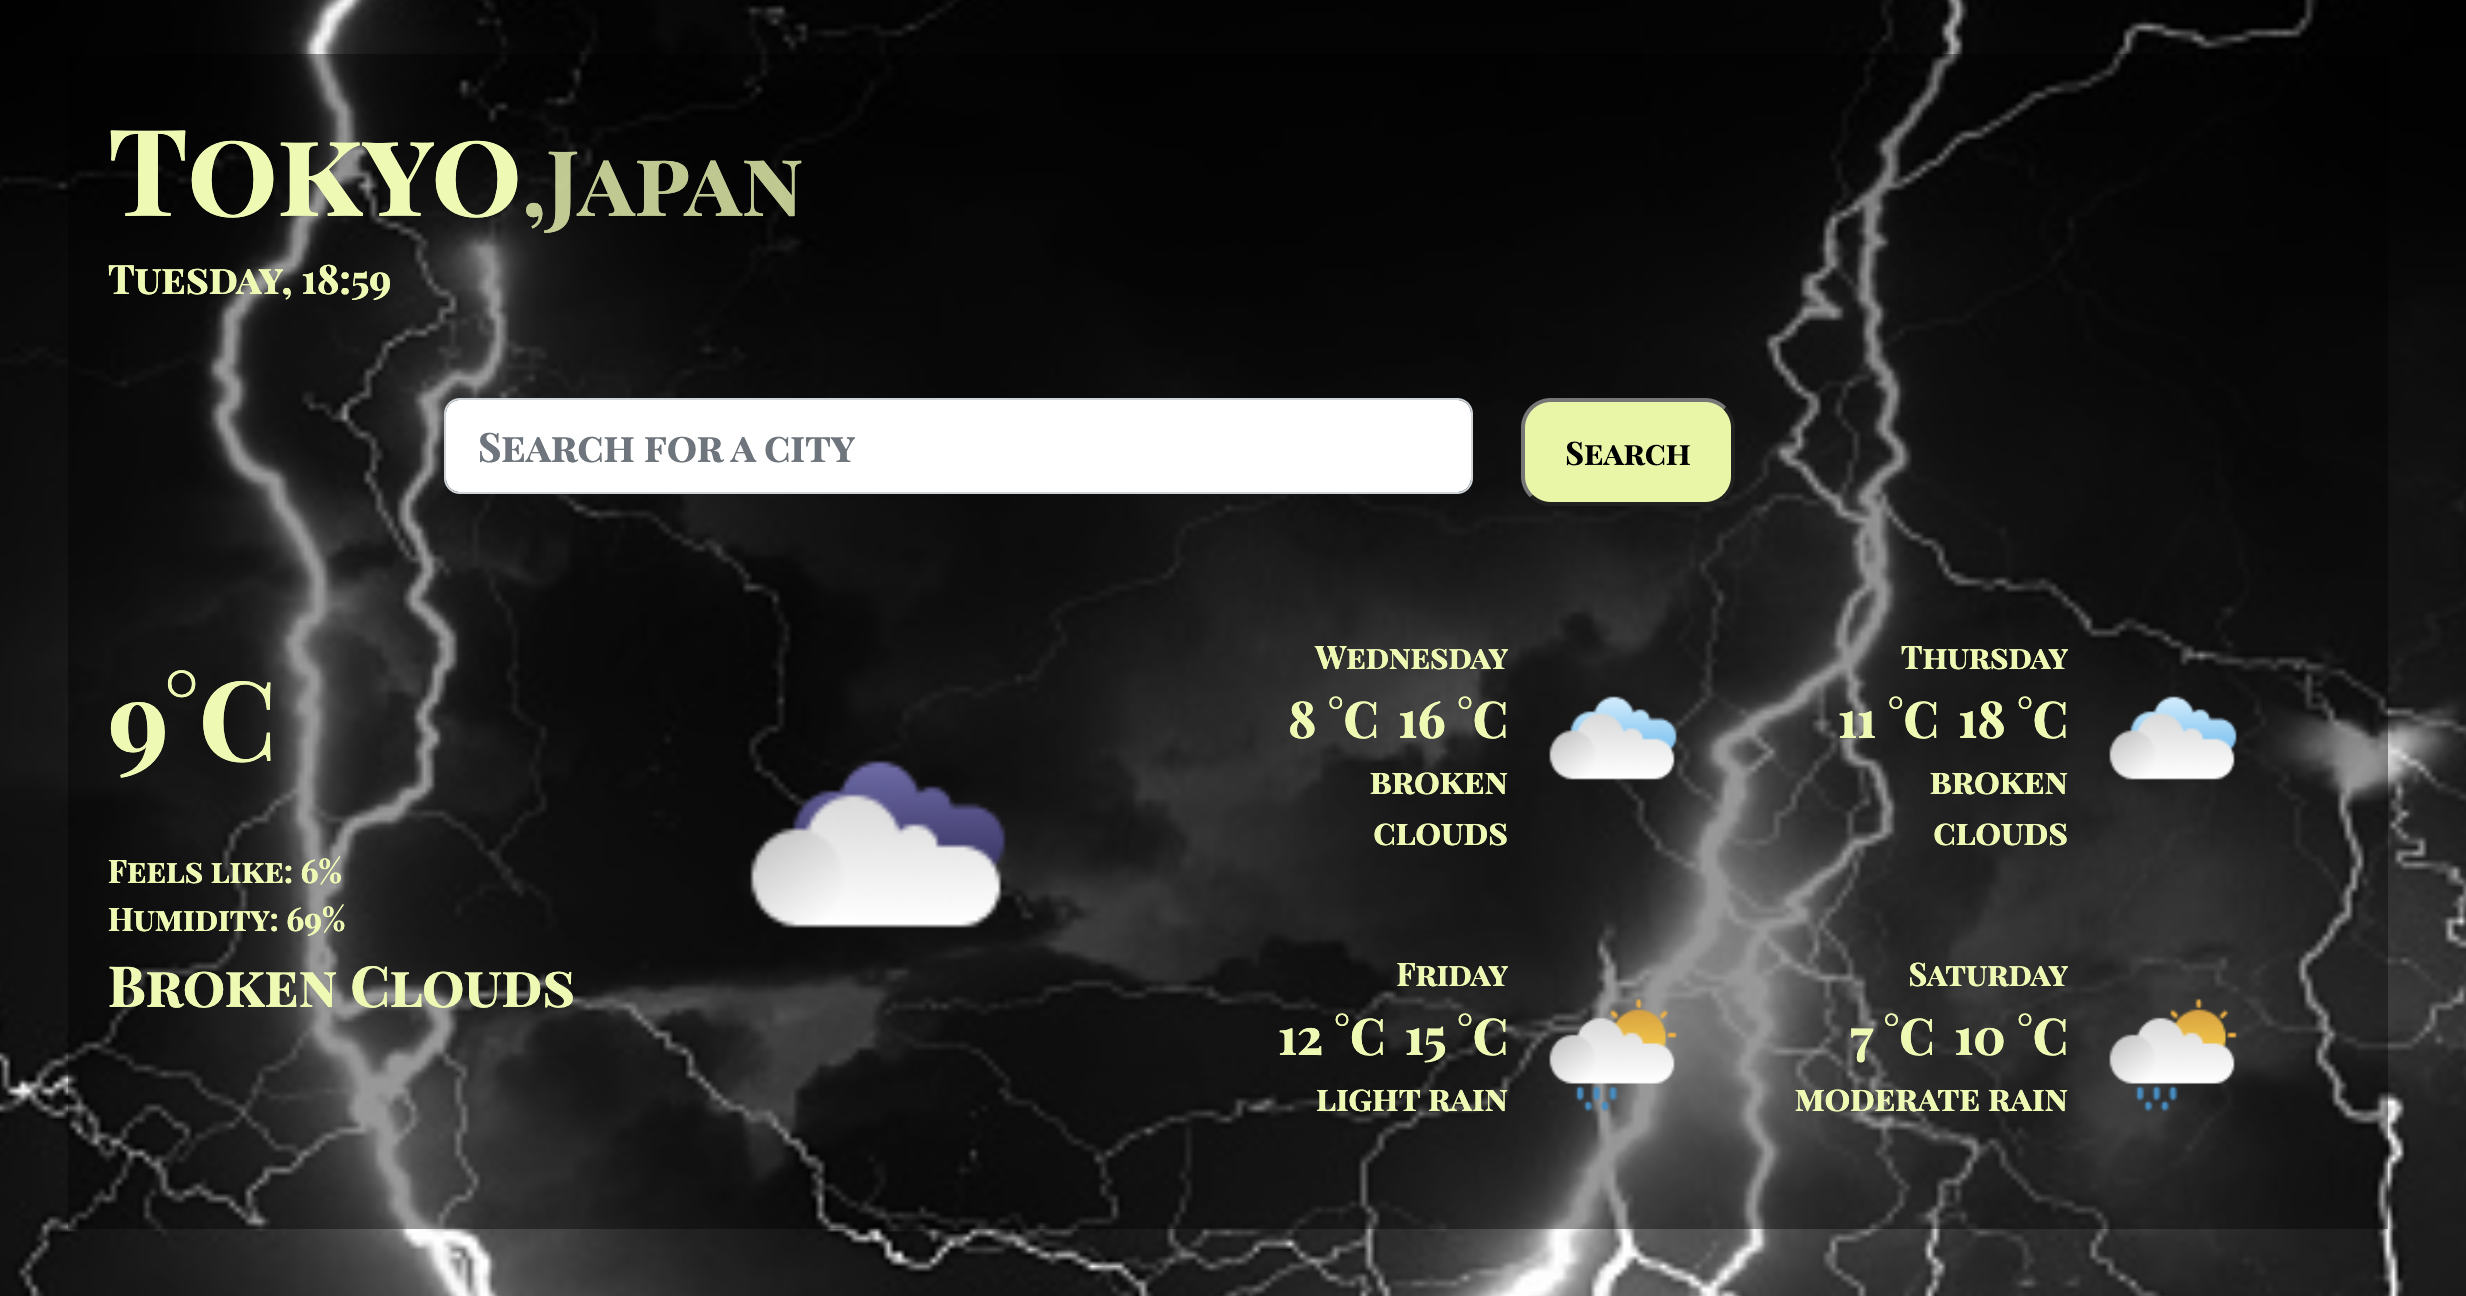 Tokyo,Japan
Tuesday, 18:59
Search for a city
Search
9°C
Feels like: 6%
Humidity: 69%
Broken Clouds
Wednesday
8 °C 16 °C
broken
clouds
Thursday
11 °C 18 °C
broken
clouds
Friday
12 °C 15 °C
light rain
Saturday
7 °C 10 °C
moderate rain